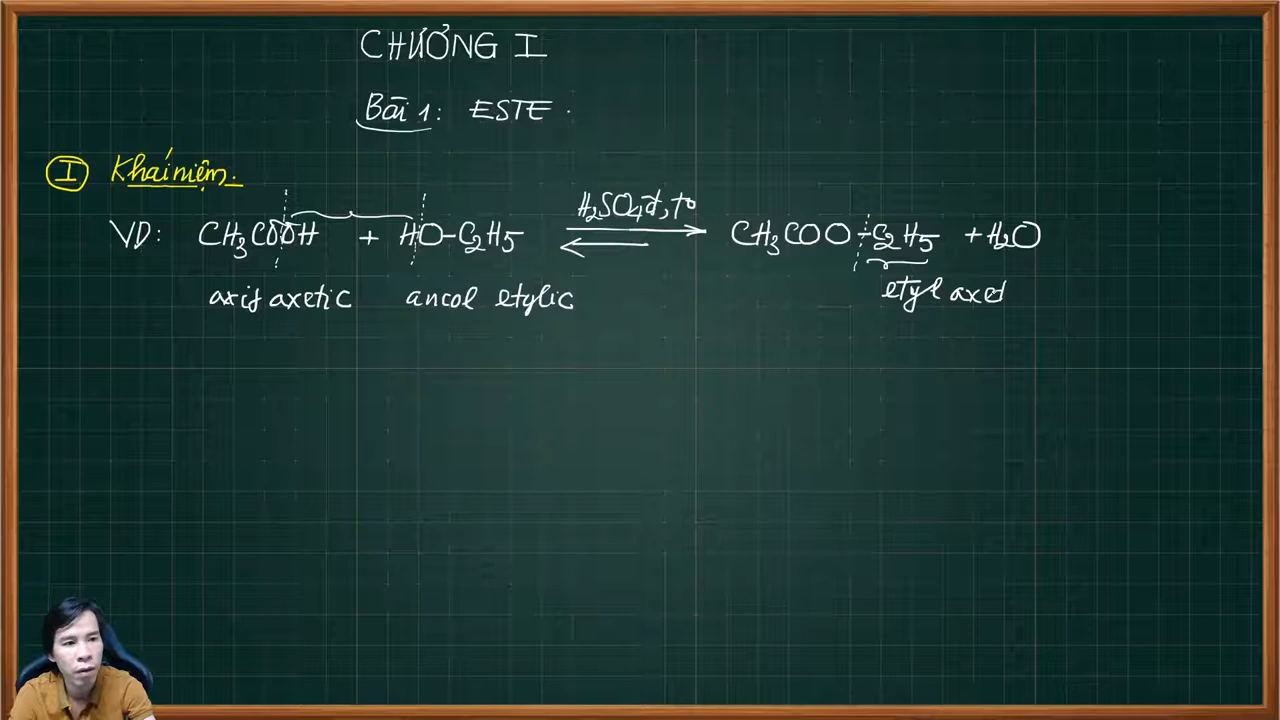 CHƯƠNG I
Bài 1: ESTE.
I Khái niệm.
VD: CH3COOH + HO-C2H5 H2SO4đ, t° CH3COO-C2H5 + H2O
axit axetic ancol etylic etyl axet